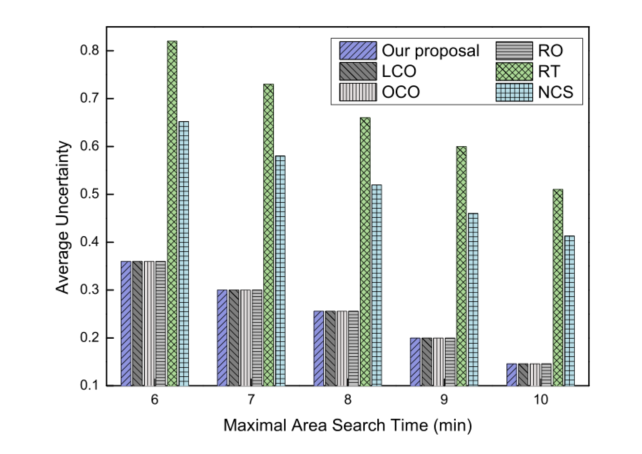 Average Uncertainty
0.8
0.7
0.6
0.5
0.4
0.3
0.2
0.1
Our proposal
LCO
OCO
RO
RT
NCS
6 7 8 9 10
Maximal Area Search Time (min)